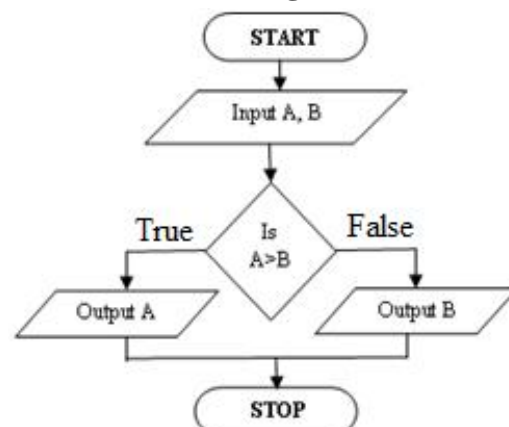 START
Input A, B
Is
A>B
True
False
Output A
Output B
STOP